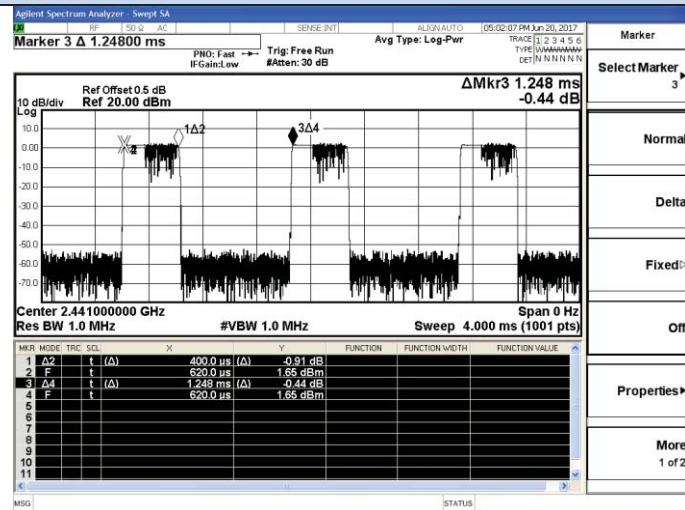 Agilent Spectrum Analyzer - Swept SA
RF 50 Ω AC SENSE:INT ALIGN AUTO 05:02:07 PM Jun 20, 2017
Marker 3 Δ 1.24800 ms
PNO: Fast Trig: Free Run Avg Type: Log-Pwr TRACE 1 2 3 4 5 6
IFGain:Low #Atten: 30 dB TYPE WWWWWW
DET N N N N N N
Ref Offset 0.5 dB ΔMkr3 1.248 ms
10 dB/div Ref 20.00 dBm -0.44 dB
Log
10.0
0.00
-10.0
-20.0
-30.0
-40.0
-50.0
-60.0
-70.0
1Δ2
3Δ4
Center 2.441000000 GHz Span 0 Hz
Res BW 1.0 MHz #VBW 1.0 MHz Sweep 4.000 ms (1001 pts)
MKR MODE TRC SCL X Y FUNCTION FUNCTION WIDTH FUNCTION VALUE
1 Δ2 t (Δ) 400.0 µs (Δ) -0.91 dB
2 F t 620.0 µs 1.65 dBm
3 Δ4 t (Δ) 1.248 ms (Δ) -0.44 dB
4 F t 620.0 µs 1.65 dBm
5
6
7
8
9
10
11
MSG STATUS
Marker
Select Marker
3
Normal
Delta
Fixed
Off
Properties
More
1 of 2